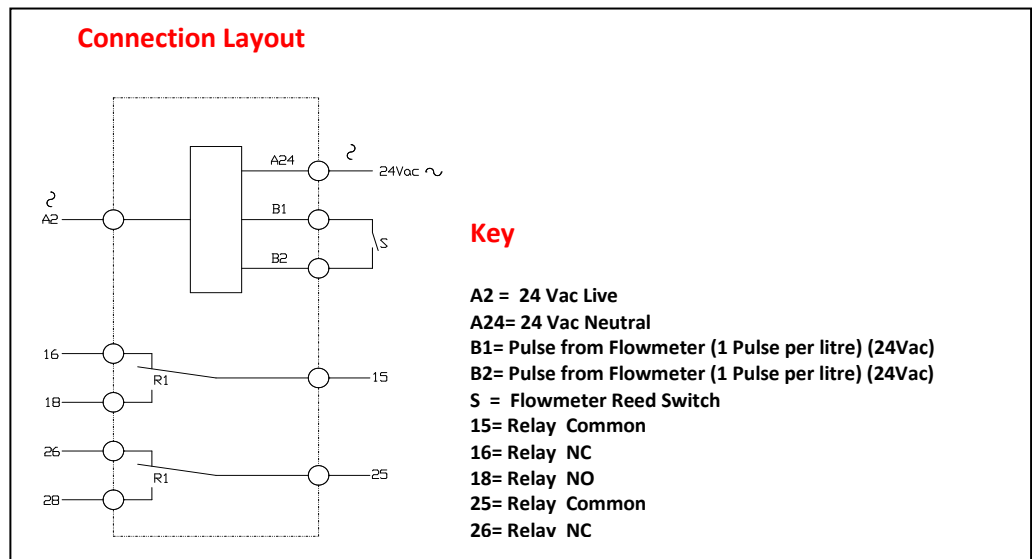 Connection Layout
A24
24Vac
A2
B1
S
B2
16
R1
15
18
26
R1
25
28
Key
A2 = 24 Vac Live
A24= 24 Vac Neutral
B1= Pulse from Flowmeter (1 Pulse per litre) (24Vac)
B2= Pulse from Flowmeter (1 Pulse per litre) (24Vac)
S = Flowmeter Reed Switch
15= Relay Common
16= Relay NC
18= Relay NO
25= Relay Common
26= Relay NC